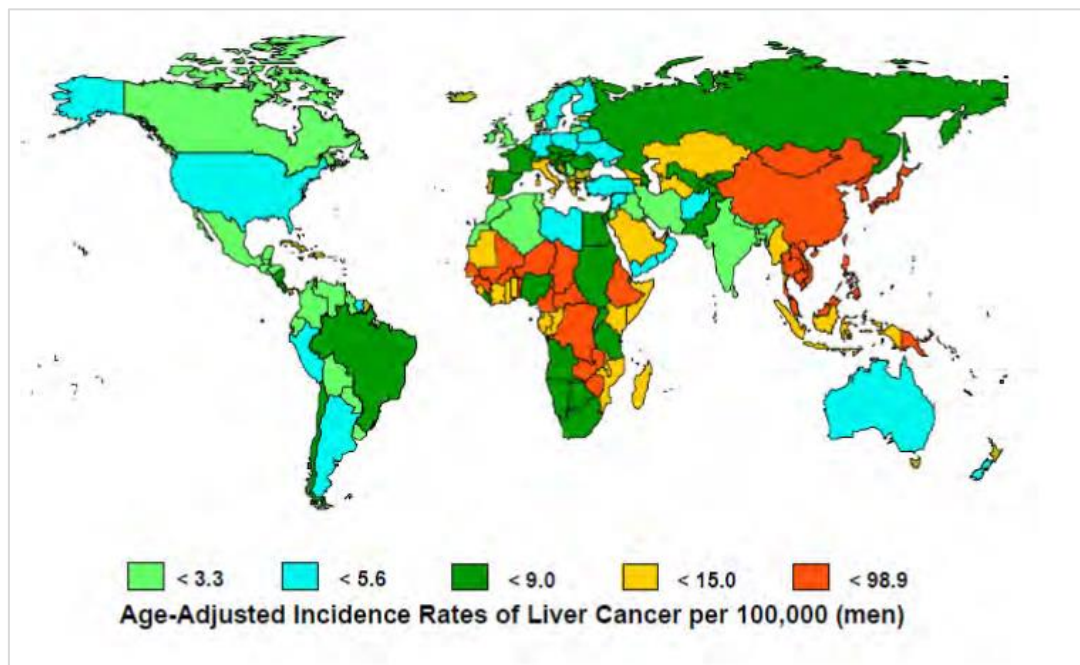 < 3.3 < 5.6 < 9.0 < 15.0 < 98.9
Age-Adjusted Incidence Rates of Liver Cancer per 100,000 (men)